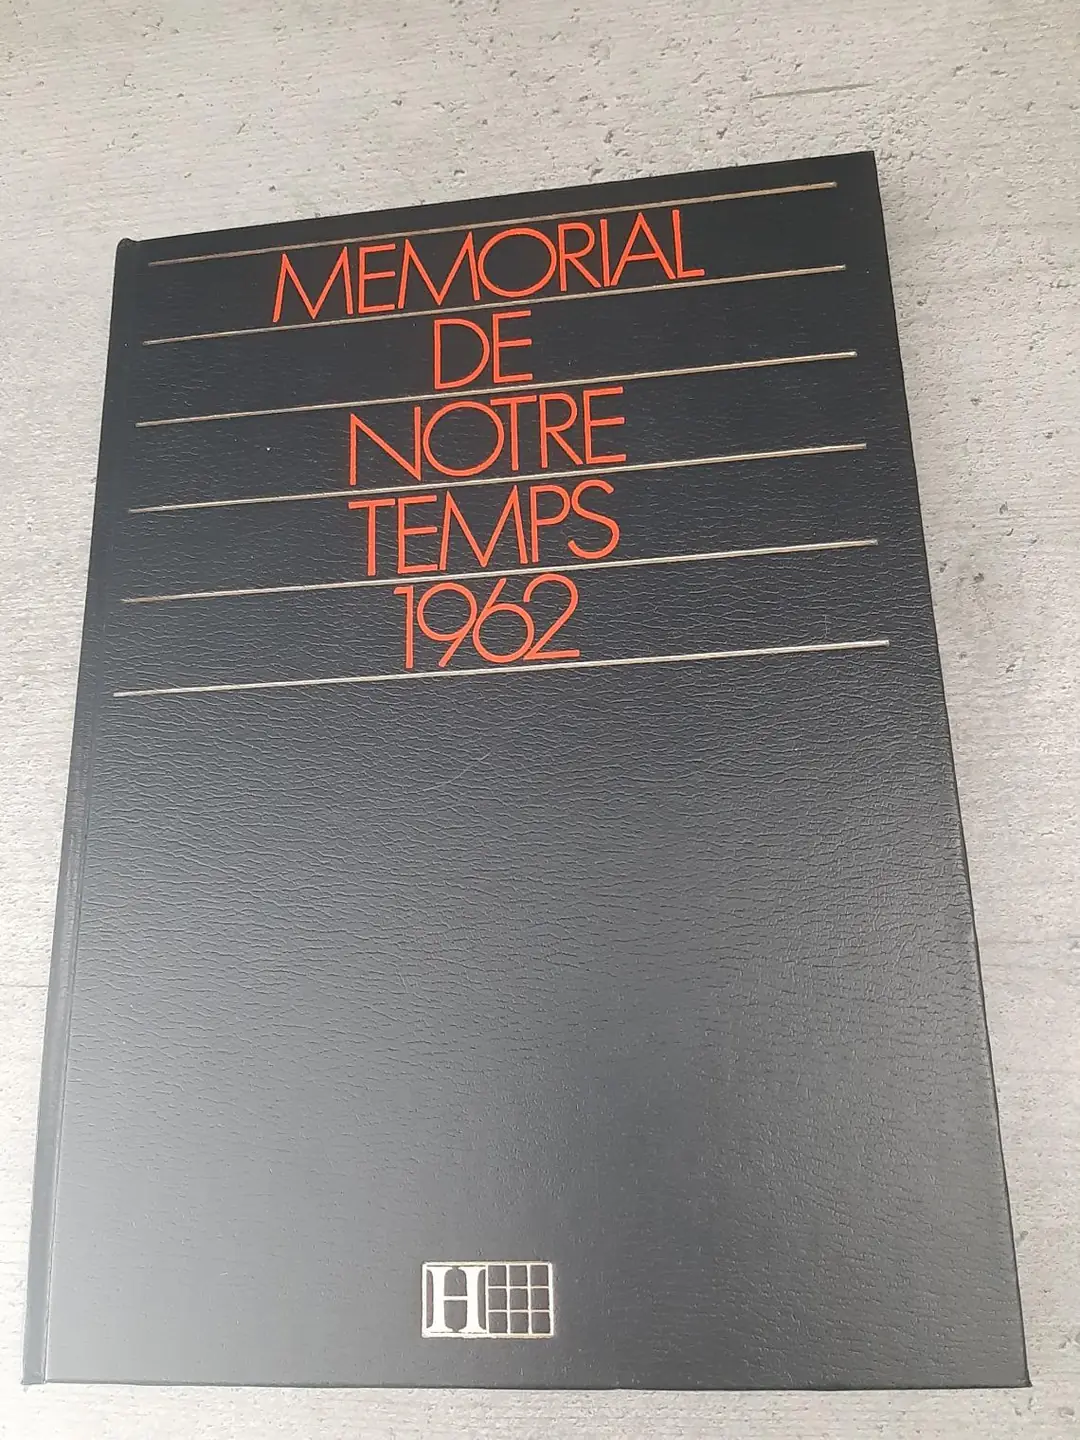 MEMORIAL
DE
NOTRE
TEMPS
1962
H